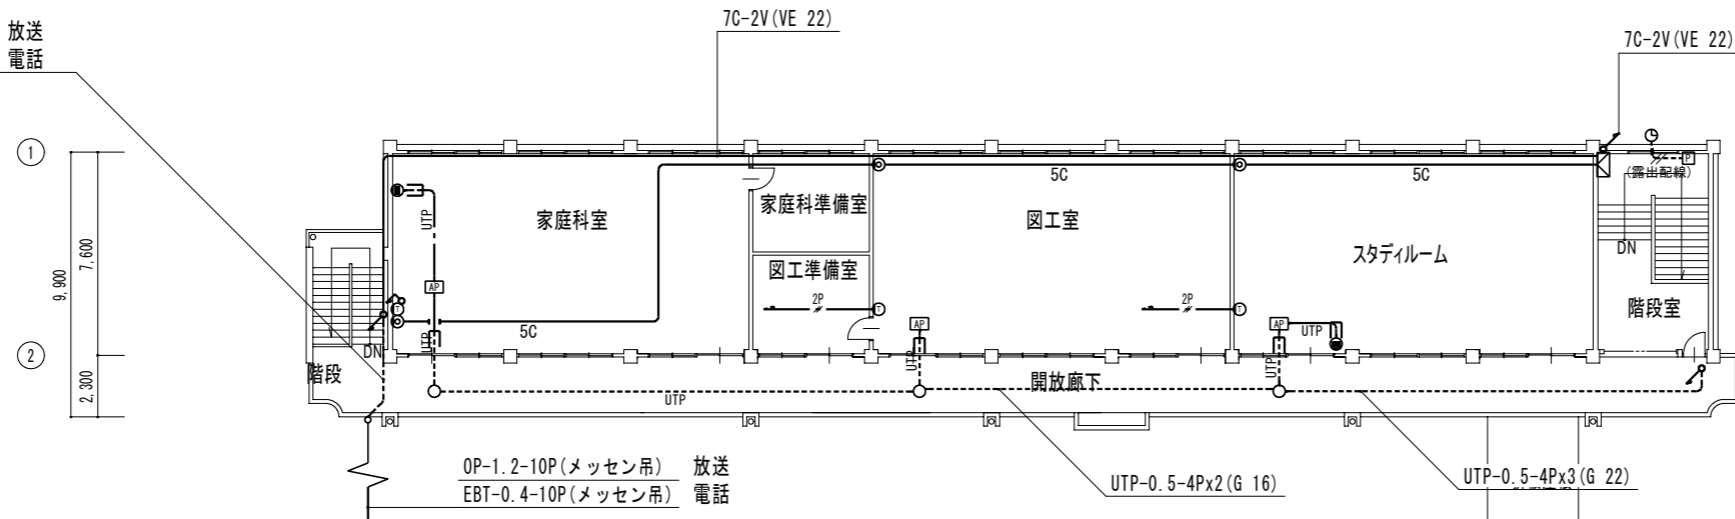 放送
電話
7C-2V(VE 22)
7C-2V(VE 22)
1
2
9,900
7,600
2,300
5C
5C
(露出配線)
P
UTP
家庭科室
家庭科準備室
図工室
スタディルーム
図工準備室
DN
階段室
AP
2P
2P
T
T
T
5C
AP
AP
UTP
UTP
UTP
UTP
DN
階段
開放廊下
UTP
OP-1.2-10P(メッセン吊) 放送
EBT-0.4-10P(メッセン吊) 電話
UTP-0.5-4Px2(G 16)
UTP-0.5-4Px3(G 22)